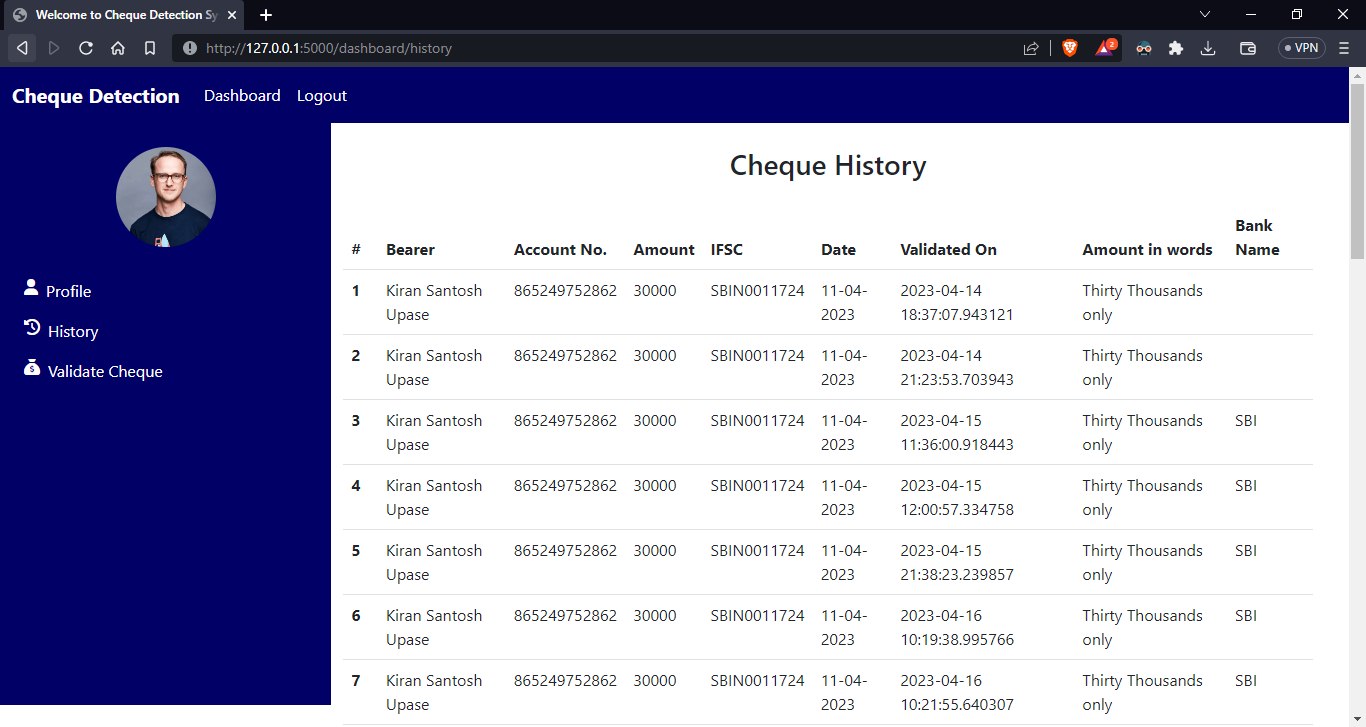 Welcome to Cheque Detection Sy
http://127.0.0.1:5000/dashboard/history
2
VPN
Cheque Detection Dashboard Logout
Profile
History
Validate Cheque
Cheque History
# Bearer Account No. Amount IFSC Date Validated On Amount in words Bank
Name
1 Kiran Santosh 865249752862 30000 SBIN0011724 11-04- 2023-04-14 Thirty Thousands
Upase 2023 18:37:07.943121 only
2 Kiran Santosh 865249752862 30000 SBIN0011724 11-04- 2023-04-14 Thirty Thousands
Upase 2023 21:23:53.703943 only
3 Kiran Santosh 865249752862 30000 SBIN0011724 11-04- 2023-04-15 Thirty Thousands SBI
Upase 2023 11:36:00.918443 only
4 Kiran Santosh 865249752862 30000 SBIN0011724 11-04- 2023-04-15 Thirty Thousands SBI
Upase 2023 12:00:57.334758 only
5 Kiran Santosh 865249752862 30000 SBIN0011724 11-04- 2023-04-15 Thirty Thousands SBI
Upase 2023 21:38:23.239857 only
6 Kiran Santosh 865249752862 30000 SBIN0011724 11-04- 2023-04-16 Thirty Thousands SBI
Upase 2023 10:19:38.995766 only
7 Kiran Santosh 865249752862 30000 SBIN0011724 11-04- 2023-04-16 Thirty Thousands SBI
Upase 2023 10:21:55.640307 only